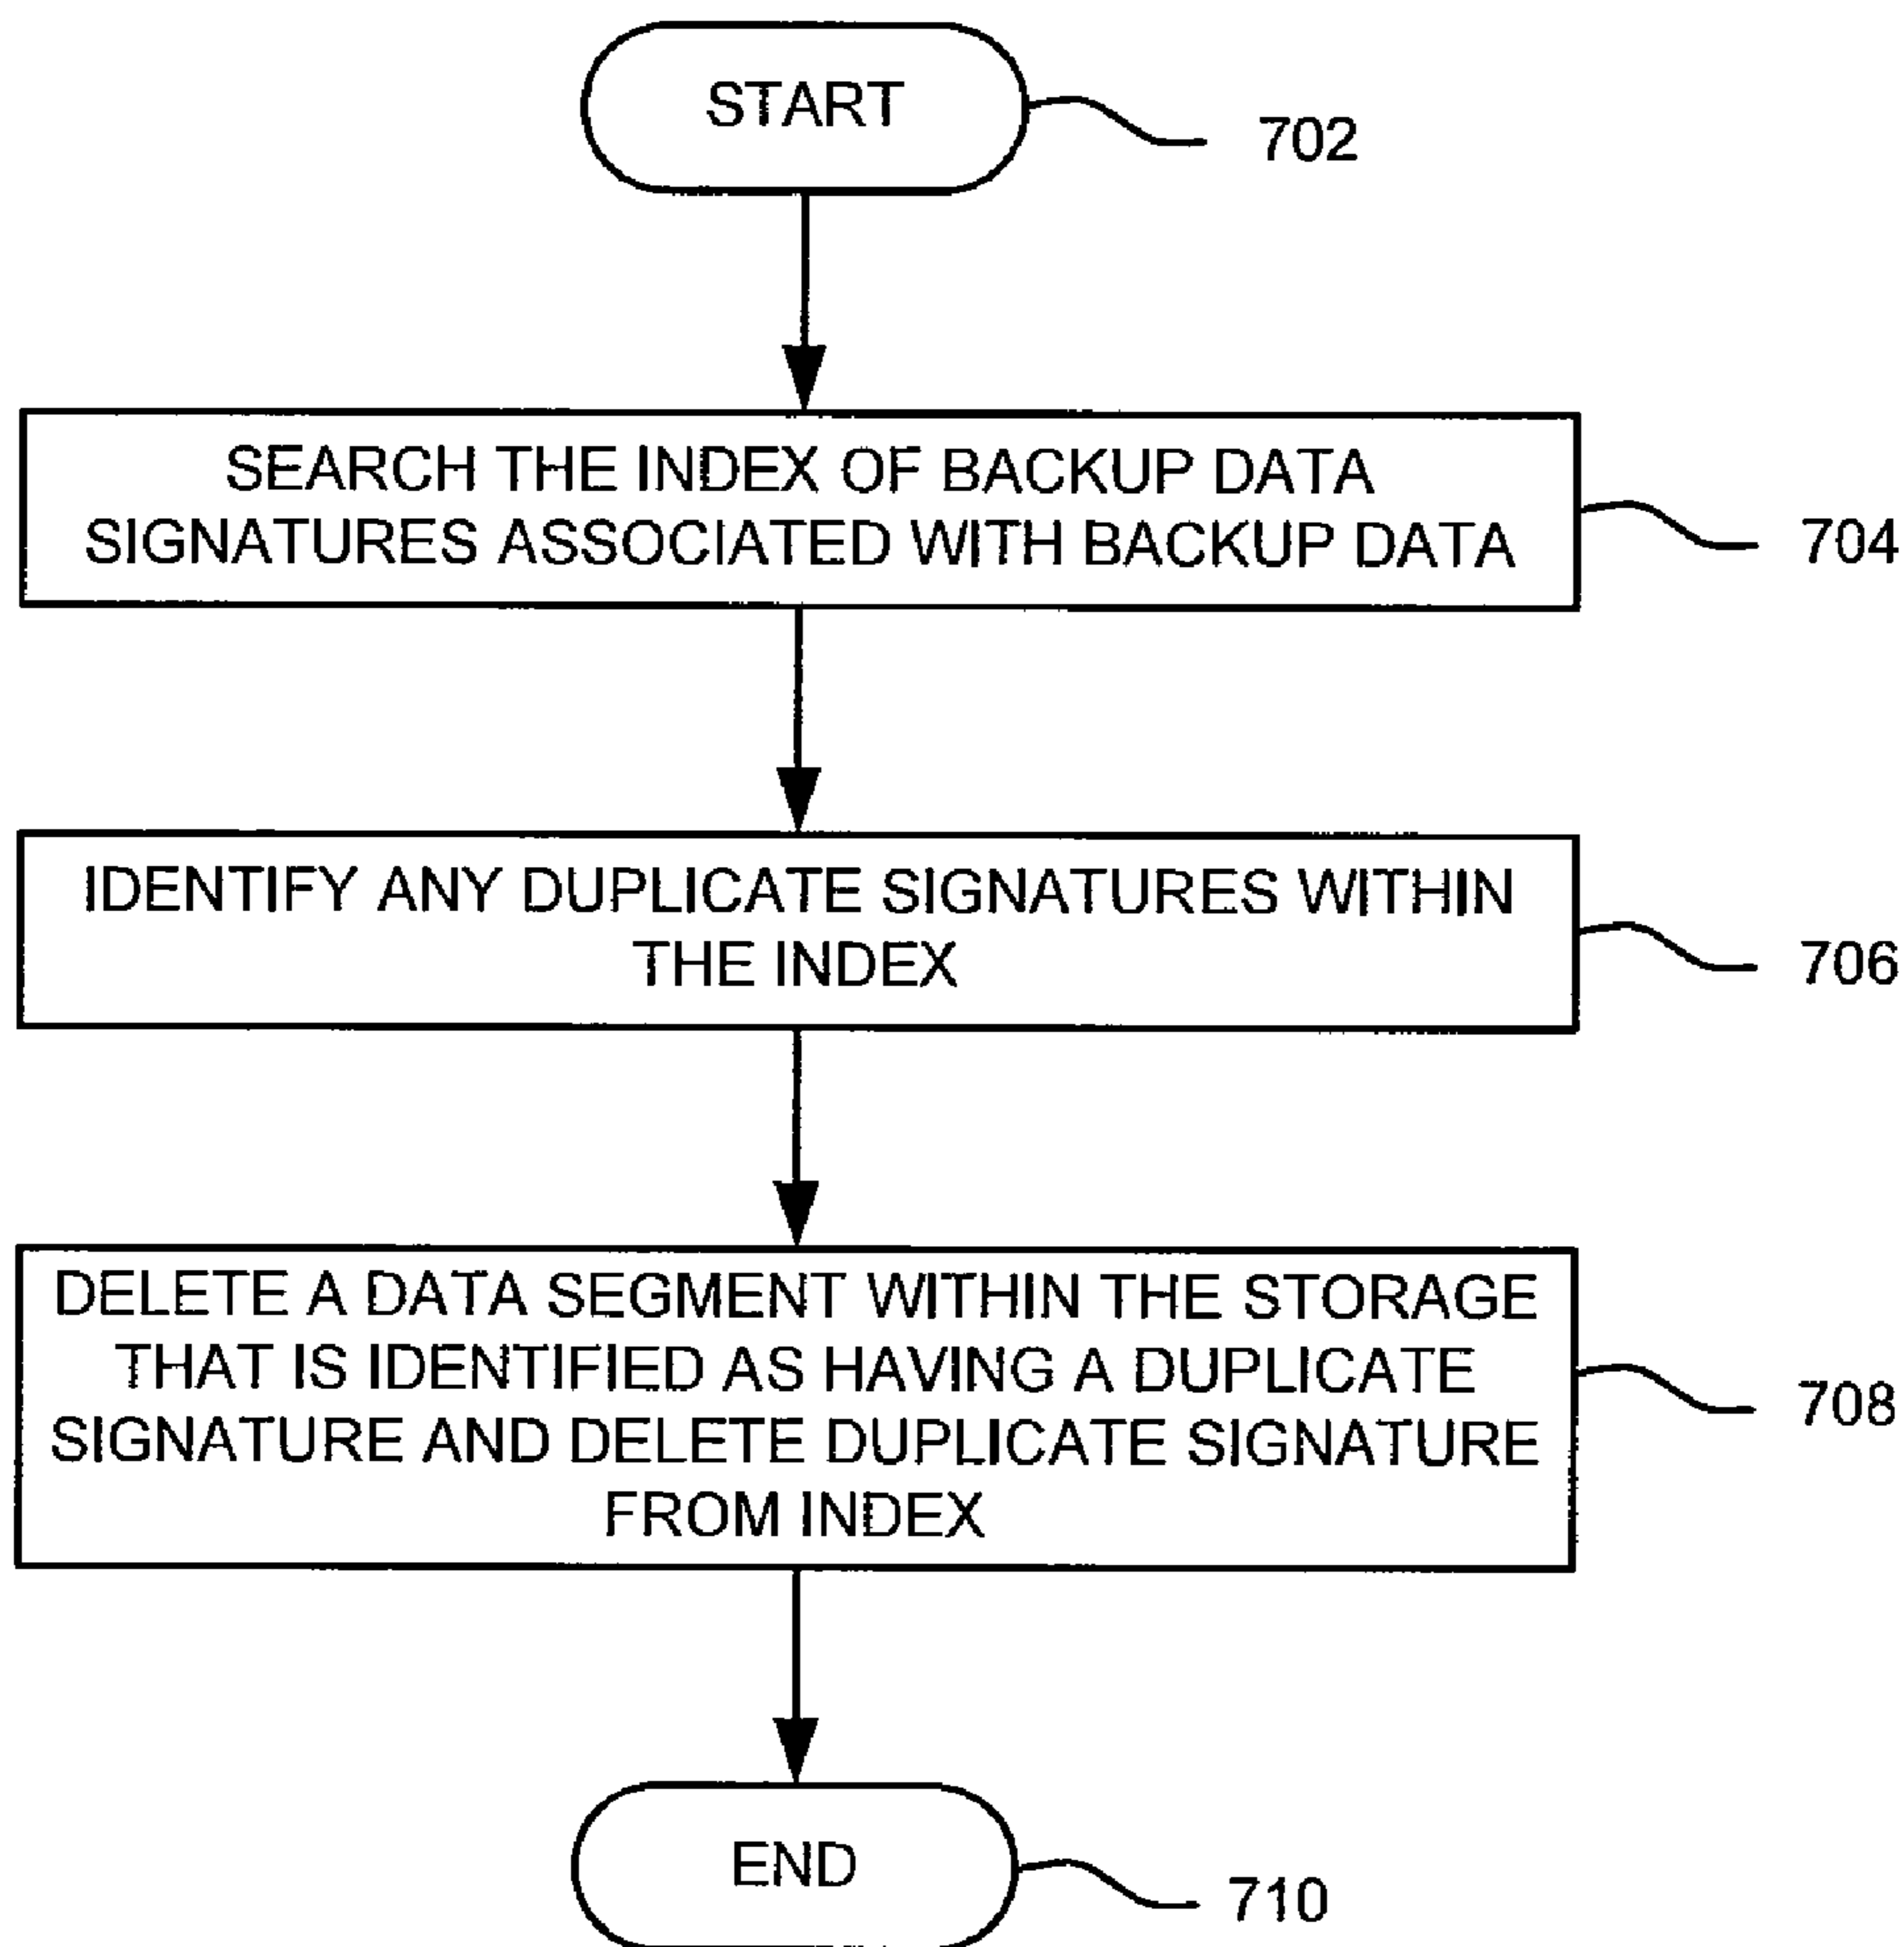 START
702
SEARCH THE INDEX OF BACKUP DATA
SIGNATURES ASSOCIATED WITH BACKUP DATA
704
IDENTIFY ANY DUPLICATE SIGNATURES WITHIN
THE INDEX
706
DELETE A DATA SEGMENT WITHIN THE STORAGE
THAT IS IDENTIFIED AS HAVING A DUPLICATE
SIGNATURE AND DELETE DUPLICATE SIGNATURE
FROM INDEX
708
END
710